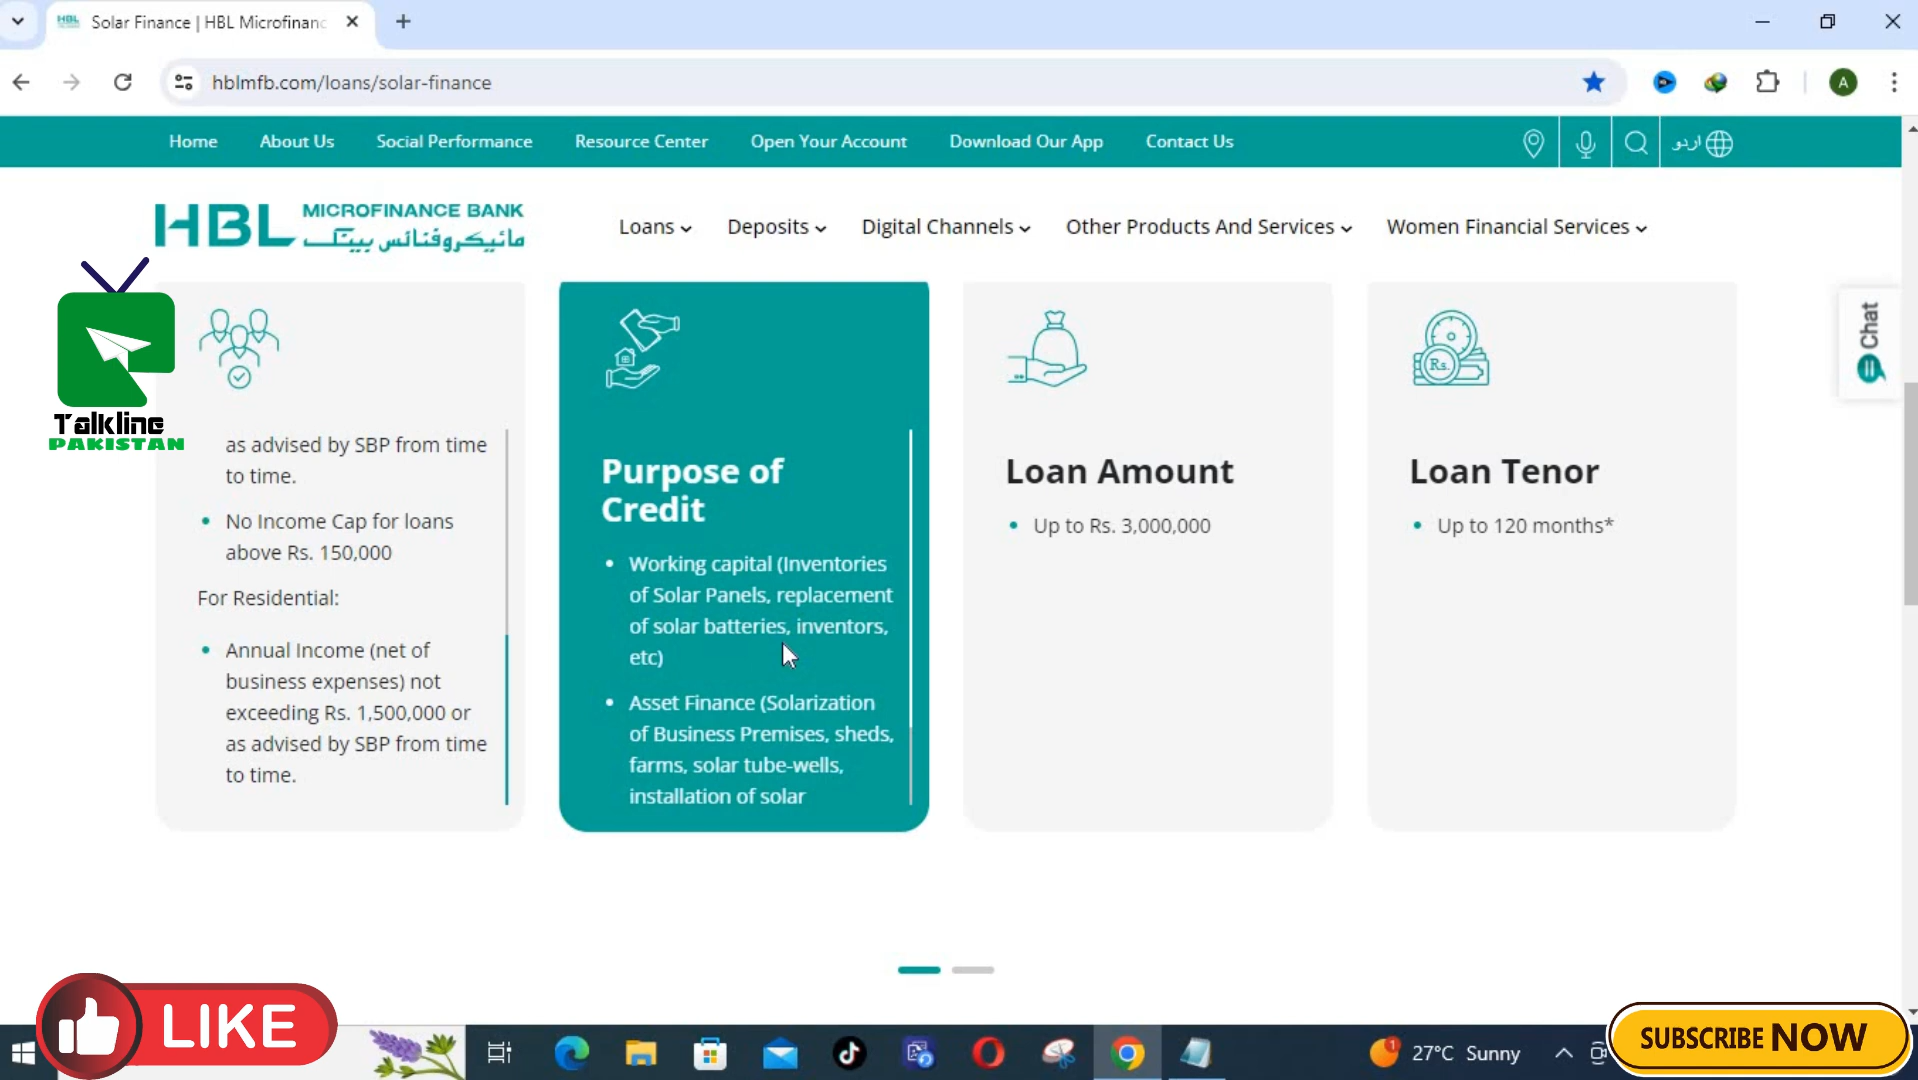 HBL
Solar Finance | HBL Microfinanc
hblmfb.com/loans/solar-finance
A
Home
About Us
Social Performance
Resource Center
Open Your Account
Download Our App
Contact Us
اردو
HBL
MICROFINANCE BANK
مائیکروفنانس بینک
Loans
Deposits
Digital Channels
Other Products And Services
Women Financial Services
Chat
Talkline
PAKISTAN
as advised by SBP from time
to time.
No Income Cap for loans
above Rs. 150,000
For Residential:
Annual Income (net of
business expenses) not
exceeding Rs. 1,500,000 or
as advised by SBP from time
to time.
Purpose of
Credit
Working capital (Inventories
of Solar Panels, replacement
of solar batteries, inventors,
etc)
Asset Finance (Solarization
of Business Premises, sheds,
farms, solar tube-wells,
installation of solar
Loan Amount
Up to Rs. 3,000,000
Rs.
Loan Tenor
Up to 120 months*
LIKE
1
27°C Sunny
SUBSCRIBE NOW